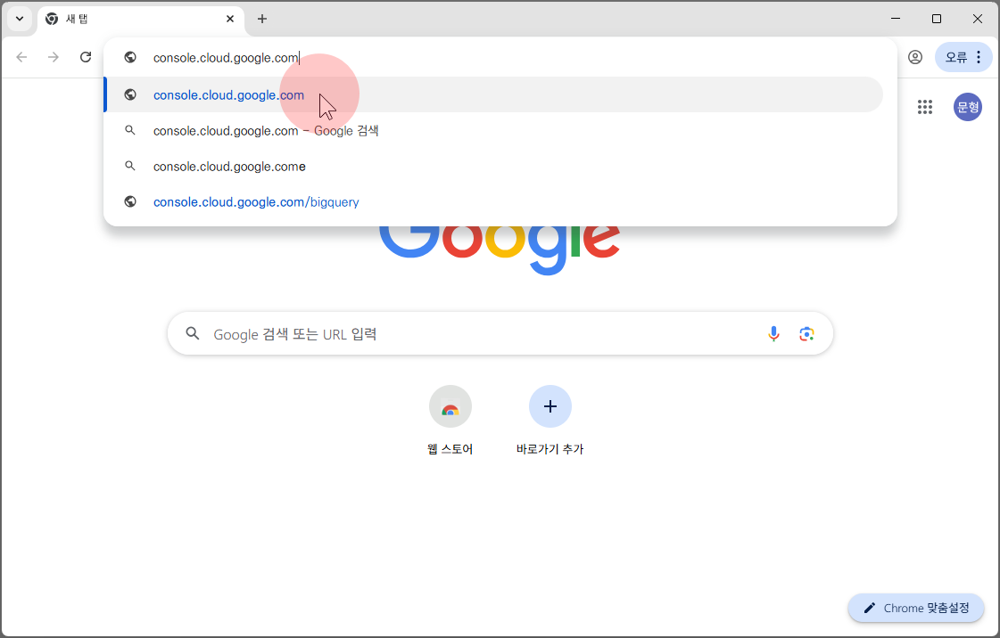 새 탭
console.cloud.google.com
오류
console.cloud.google.com
문형
console.cloud.google.com - Google 검색
console.cloud.google.come
console.cloud.google.com/bigquery
Google
Google 검색 또는 URL 입력
웹 스토어
바로가기 추가
Chrome 맞춤설정